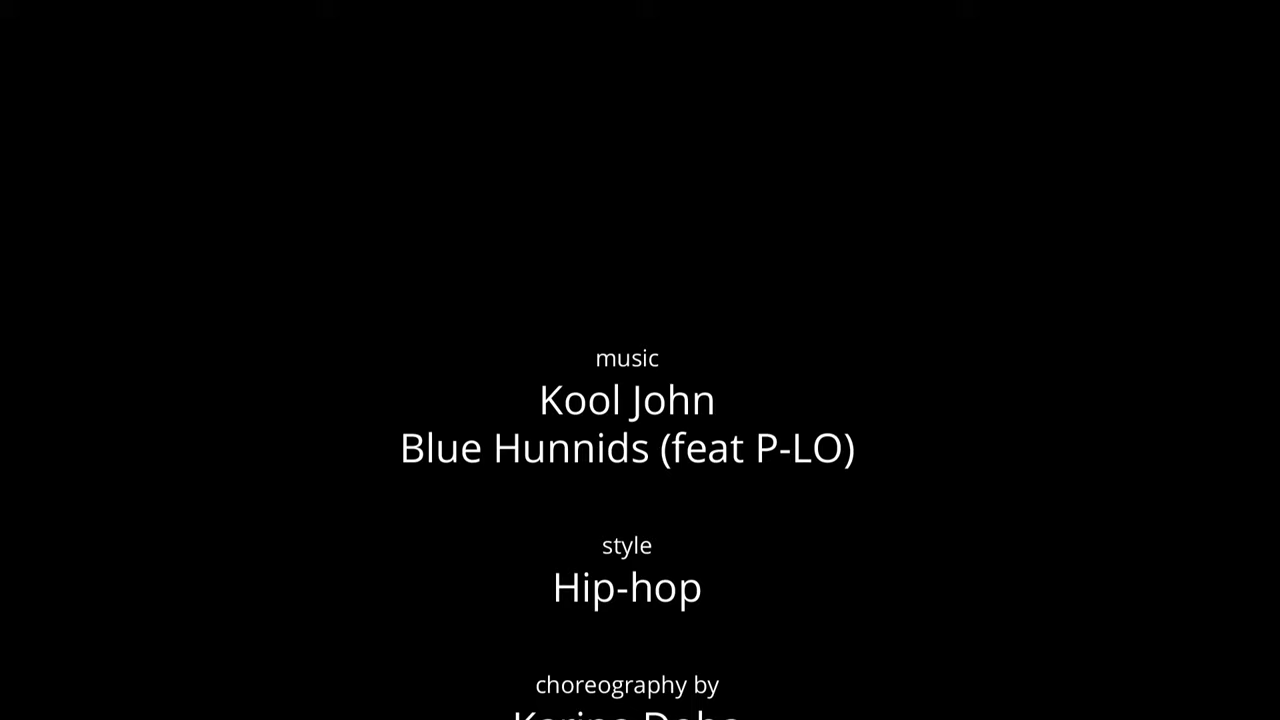 music
Kool John
Blue Hunnids (feat P-LO)
style
Hip-hop
choreography by